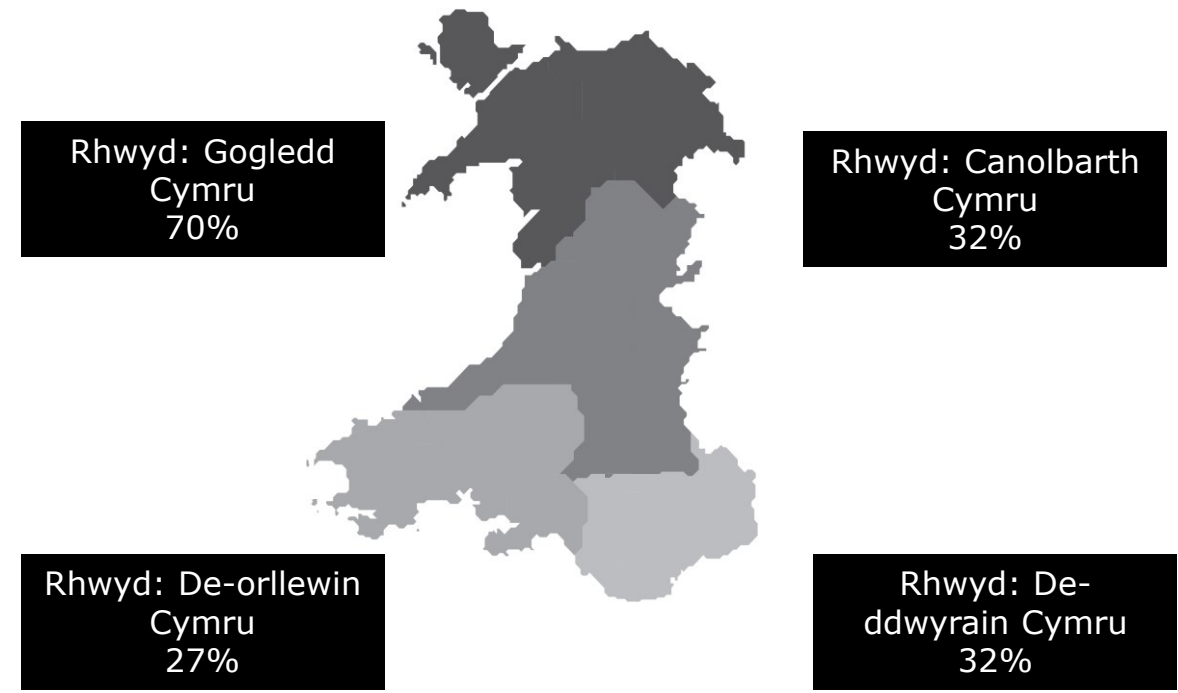 Rhwyd: Gogledd
Cymru
70%
Rhwyd: Canolbarth
Cymru
32%
Rhwyd: De-orllewin
Cymru
27%
Rhwyd: De-
ddwyrain Cymru
32%